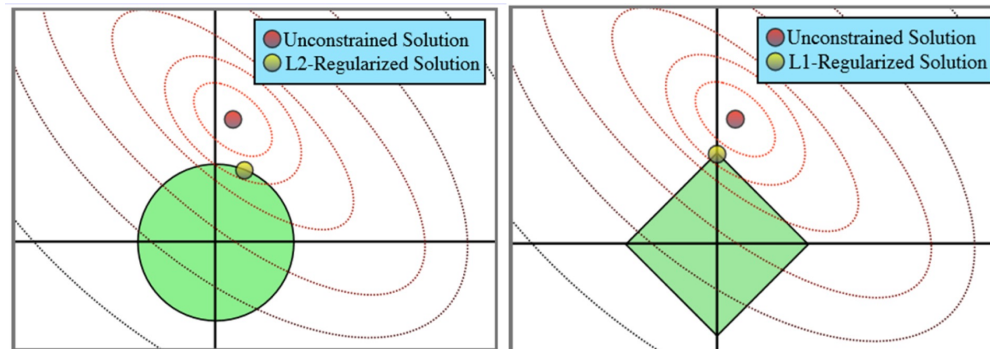 Unconstrained Solution
L2-Regularized Solution
Unconstrained Solution
L1-Regularized Solution